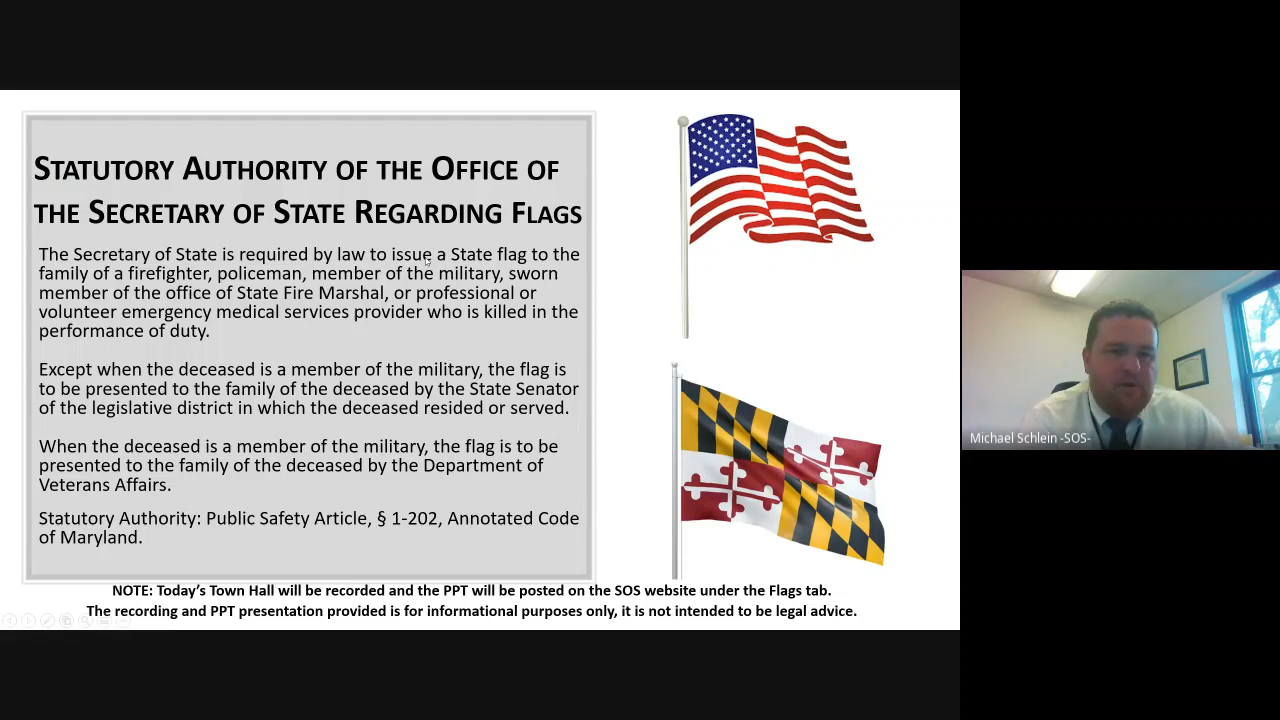 STATUTORY AUTHORITY OF THE OFFICE OF
THE SECRETARY OF STATE REGARDING FLAGS
The Secretary of State is required by law to issue a State flag to the
family of a firefighter, policeman, member of the military, sworn
member of the office of State Fire Marshal, or professional or
volunteer emergency medical services provider who is killed in the
performance of duty.
Except when the deceased is a member of the military, the flag is
to be presented to the family of the deceased by the State Senator
of the legislative district in which the deceased resided or served.
When the deceased is a member of the military, the flag is to be
presented to the family of the deceased by the Department of
Veterans Affairs.
Statutory Authority: Public Safety Article, § 1-202, Annotated Code
of Maryland.
NOTE: Today's Town Hall will be recorded and the PPT will be posted on the SOS website under the Flags tab.
The recording and PPT presentation provided is for informational purposes only, it is not intended to be legal advice.
Michael Schlein -SOS-